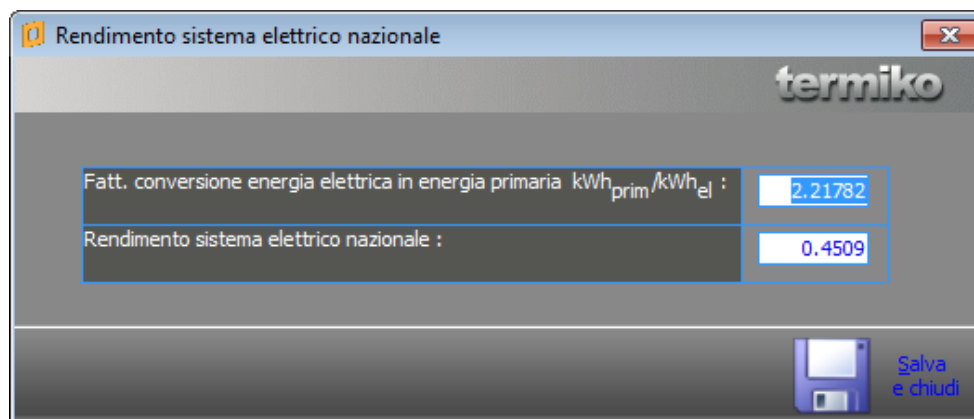 Rendimento sistema elettrico nazionale
termiko
Fatt. conversione energia elettrica in energia primaria kWhprim/kWhel : 2.21782
Rendimento sistema elettrico nazionale : 0.4509
Salva
e chiudi